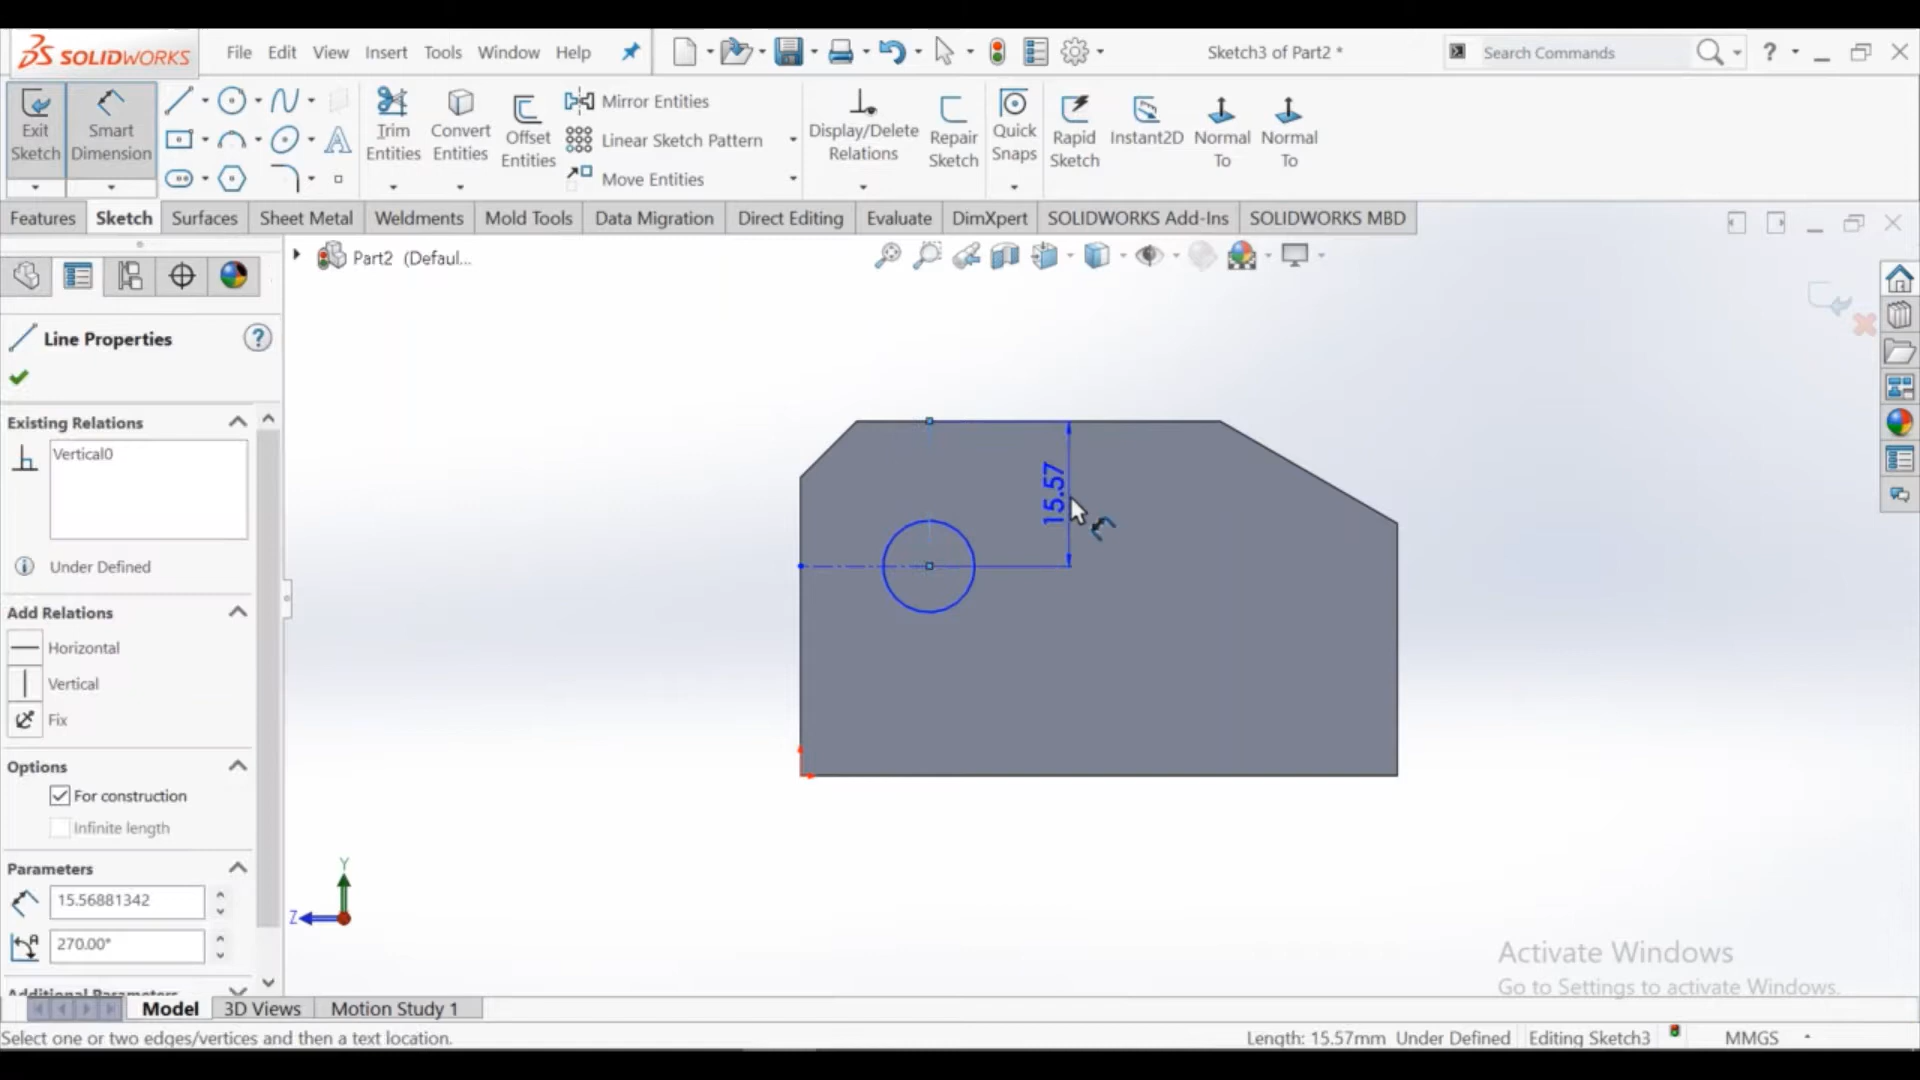 SOLIDWORKS
File Edit View Insert Tools Window Help
Sketch3 of Part2 *
Search Commands
?
Exit Sketch
Smart Dimension
Trim Entities
Convert Entities
Offset Entities
Mirror Entities
Linear Sketch Pattern
Move Entities
Display/Delete Relations
Repair Sketch
Quick Snaps
Rapid Sketch
Instant2D
Normal To
Normal To
Features Sketch Surfaces Sheet Metal Weldments Mold Tools Data Migration Direct Editing Evaluate DimXpert SOLIDWORKS Add-Ins SOLIDWORKS MBD
Part2 (Defaul...
Line Properties
?
Existing Relations
Vertical0
Under Defined
Add Relations
Horizontal
Vertical
Fix
Options
For construction
Infinite length
Parameters
15.56881342
270.00°
Additional Parameters
15.57
Y
Z
Activate Windows
Go to Settings to activate Windows.
Model 3D Views Motion Study 1
Select one or two edges/vertices and then a text location.
Length: 15.57mm Under Defined Editing Sketch3 MMGS